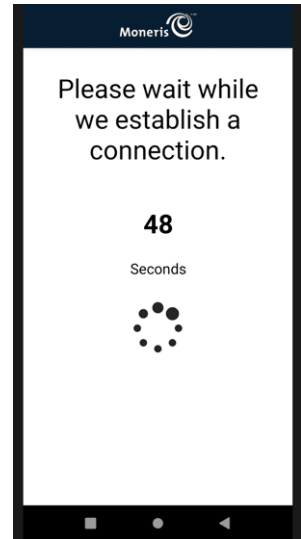 Moneris
Please wait while
we establish a
connection.
48
Seconds